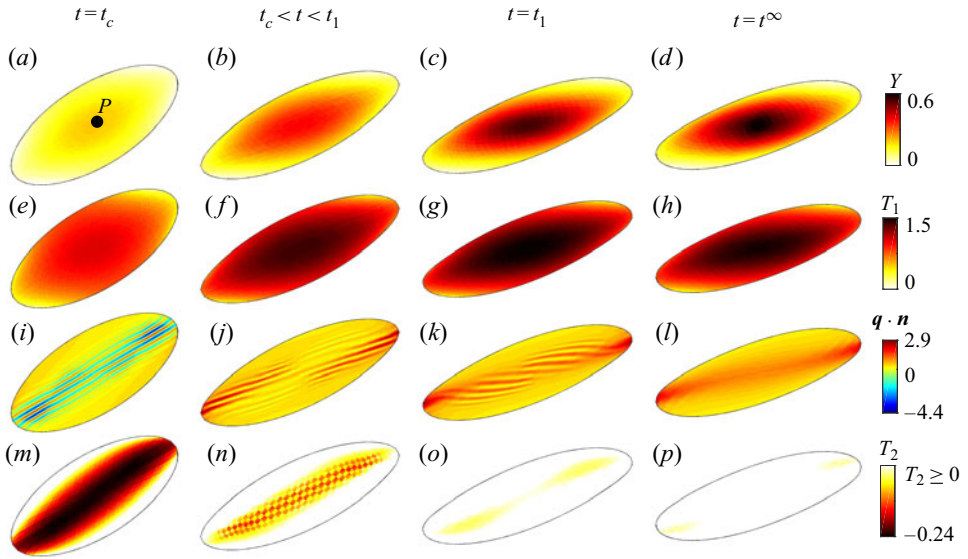 t = t_c t_c < t < t_1 t = t_1 t = t^∞
(a) (b) (c) (d) Y
P 0.6
0
(e) (f) (g) (h) T_1
1.5
0
(i) (j) (k) (l) q · n
2.9
0
−4.4
(m) (n) (o) (p) T_2
T_2 ≥ 0
−0.24